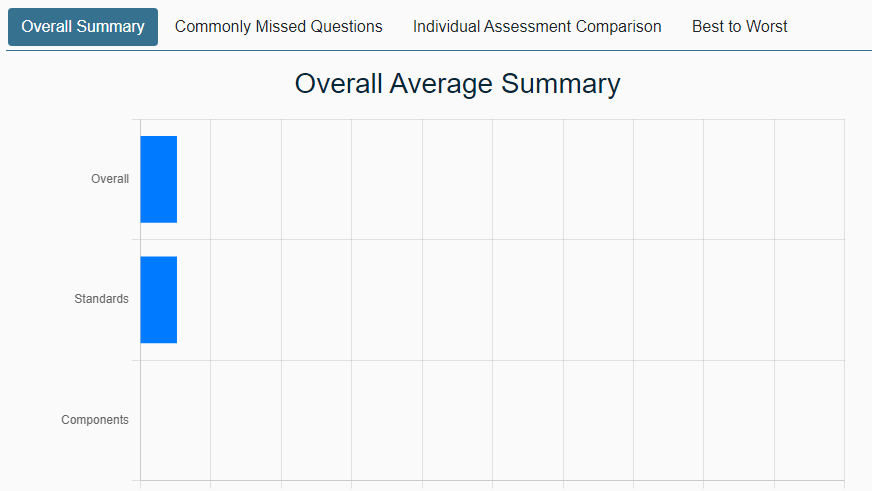 Overall Summary Commonly Missed Questions Individual Assessment Comparison Best to Worst
Overall Average Summary
Overall
Standards
Components